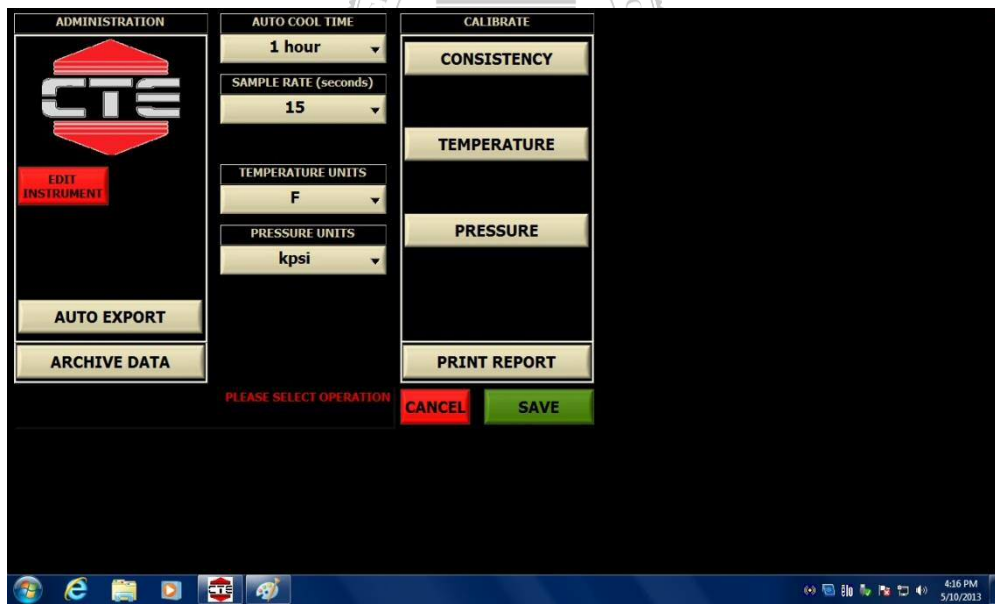 ADMINISTRATION
CTE
EDIT
INSTRUMENT
AUTO EXPORT
ARCHIVE DATA
AUTO COOL TIME
1 hour
SAMPLE RATE (seconds)
15
TEMPERATURE UNITS
F
PRESSURE UNITS
kpsi
PLEASE SELECT OPERATION
CALIBRATE
CONSISTENCY
TEMPERATURE
PRESSURE
PRINT REPORT
CANCEL
SAVE
CTE
4:16 PM
5/10/2013